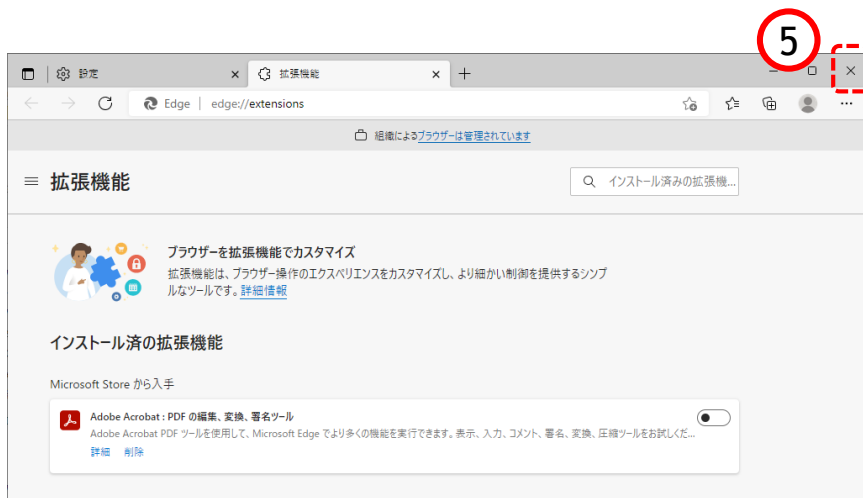 5
設定
拡張機能
Edge | edge://extensions
組織によるブラウザーは管理されています
拡張機能
インストール済みの拡張機...
ブラウザーを拡張機能でカスタマイズ
拡張機能は、ブラウザー操作のエクスペリエンスをカスタマイズし、より細かい制御を提供するシンプ
ルなツールです。詳細情報
インストール済の拡張機能
Microsoft Store から入手
Adobe Acrobat : PDF の編集、変換、署名ツール
Adobe Acrobat PDF ツールを使用して、Microsoft Edge でより多くの機能を実行できます。表示、入力、コメント、署名、変換、圧縮ツールをお試しくだ...
詳細 削除